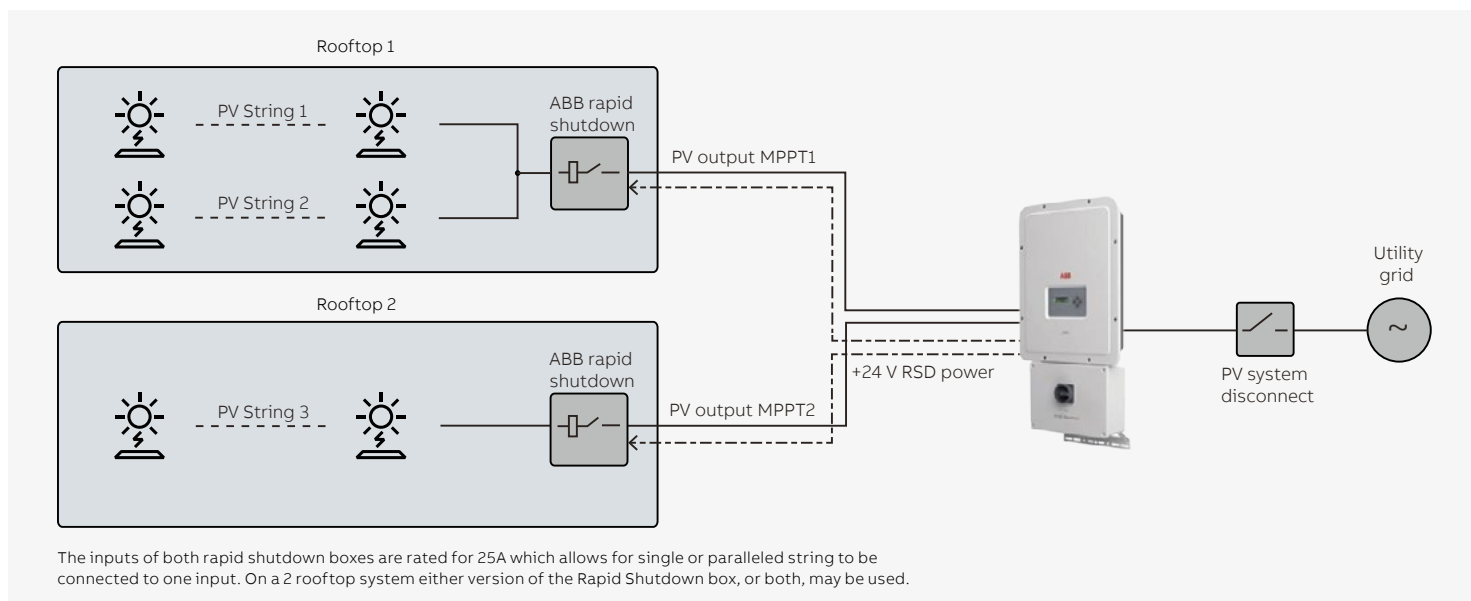 Rooftop 1
PV String 1
PV String 2
ABB rapid
shutdown
PV output MPPT1
Rooftop 2
PV String 3
ABB rapid
shutdown
PV output MPPT2
+24 V RSD power
ABB
PV system
disconnect
Utility
grid
~
The inputs of both rapid shutdown boxes are rated for 25A which allows for single or paralleled string to be
connected to one input. On a 2 rooftop system either version of the Rapid Shutdown box, or both, may be used.